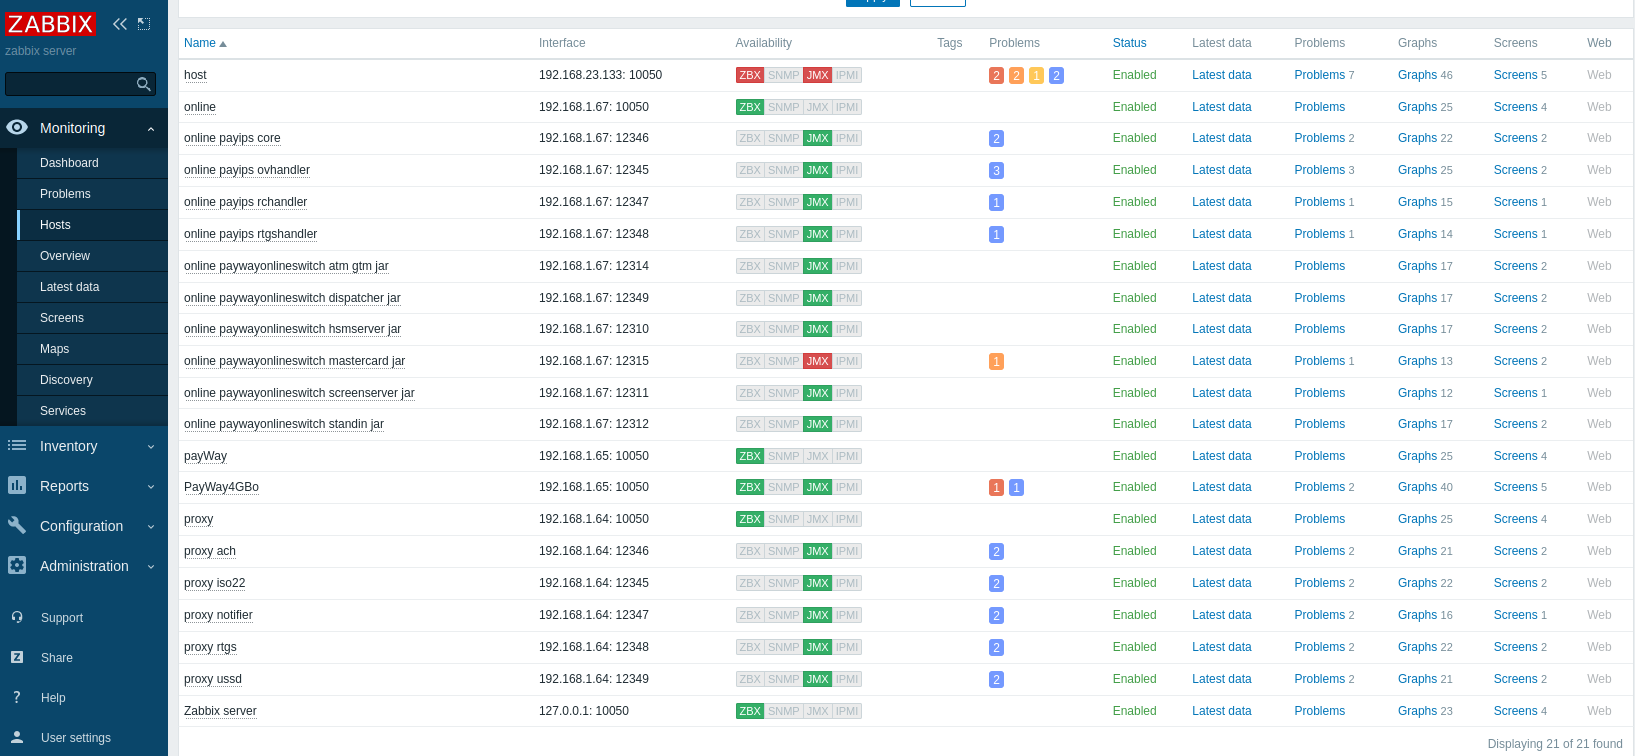 ZABBIX
zabbix server
Monitoring
Dashboard
Problems
Hosts
Overview
Latest data
Screens
Maps
Discovery
Services
Inventory
Reports
Configuration
Administration
Support
Z Share
? Help
User settings
Name Interface Availability Tags Problems Status Latest data Problems Graphs Screens Web
host 192.168.23.133: 10050 ZBX SNMP JMX IPMI 2 2 1 2 Enabled Latest data Problems 7 Graphs 46 Screens 5 Web
online 192.168.1.67: 10050 ZBX SNMP JMX IPMI Enabled Latest data Problems Graphs 25 Screens 4 Web
online payips core 192.168.1.67: 12346 ZBX SNMP JMX IPMI 2 Enabled Latest data Problems 2 Graphs 22 Screens 2 Web
online payips ovhandler 192.168.1.67: 12345 ZBX SNMP JMX IPMI 3 Enabled Latest data Problems 3 Graphs 25 Screens 2 Web
online payips rchandler 192.168.1.67: 12347 ZBX SNMP JMX IPMI 1 Enabled Latest data Problems 1 Graphs 15 Screens 1 Web
online payips rtgshandler 192.168.1.67: 12348 ZBX SNMP JMX IPMI 1 Enabled Latest data Problems 1 Graphs 14 Screens 1 Web
online paywayonlineswitch atm gtm jar 192.168.1.67: 12314 ZBX SNMP JMX IPMI Enabled Latest data Problems Graphs 17 Screens 2 Web
online paywayonlineswitch dispatcher jar 192.168.1.67: 12349 ZBX SNMP JMX IPMI Enabled Latest data Problems Graphs 17 Screens 2 Web
online paywayonlineswitch hsmserver jar 192.168.1.67: 12310 ZBX SNMP JMX IPMI Enabled Latest data Problems Graphs 17 Screens 2 Web
online paywayonlineswitch mastercard jar 192.168.1.67: 12315 ZBX SNMP JMX IPMI 1 Enabled Latest data Problems 1 Graphs 13 Screens 2 Web
online paywayonlineswitch screenserver jar 192.168.1.67: 12311 ZBX SNMP JMX IPMI Enabled Latest data Problems Graphs 12 Screens 1 Web
online paywayonlineswitch standin jar 192.168.1.67: 12312 ZBX SNMP JMX IPMI Enabled Latest data Problems Graphs 17 Screens 2 Web
payWay 192.168.1.65: 10050 ZBX SNMP JMX IPMI Enabled Latest data Problems Graphs 25 Screens 4 Web
PayWay4GBo 192.168.1.65: 10050 ZBX SNMP JMX IPMI 1 1 Enabled Latest data Problems 2 Graphs 40 Screens 5 Web
proxy 192.168.1.64: 10050 ZBX SNMP JMX IPMI Enabled Latest data Problems Graphs 25 Screens 4 Web
proxy ach 192.168.1.64: 12346 ZBX SNMP JMX IPMI 2 Enabled Latest data Problems 2 Graphs 21 Screens 2 Web
proxy iso22 192.168.1.64: 12345 ZBX SNMP JMX IPMI 2 Enabled Latest data Problems 2 Graphs 22 Screens 2 Web
proxy notifier 192.168.1.64: 12347 ZBX SNMP JMX IPMI 2 Enabled Latest data Problems 2 Graphs 16 Screens 1 Web
proxy rtgs 192.168.1.64: 12348 ZBX SNMP JMX IPMI 2 Enabled Latest data Problems 2 Graphs 22 Screens 2 Web
proxy ussd 192.168.1.64: 12349 ZBX SNMP JMX IPMI 2 Enabled Latest data Problems 2 Graphs 21 Screens 2 Web
Zabbix server 127.0.0.1: 10050 ZBX SNMP JMX IPMI Enabled Latest data Problems Graphs 23 Screens 4 Web
Displaying 21 of 21 found